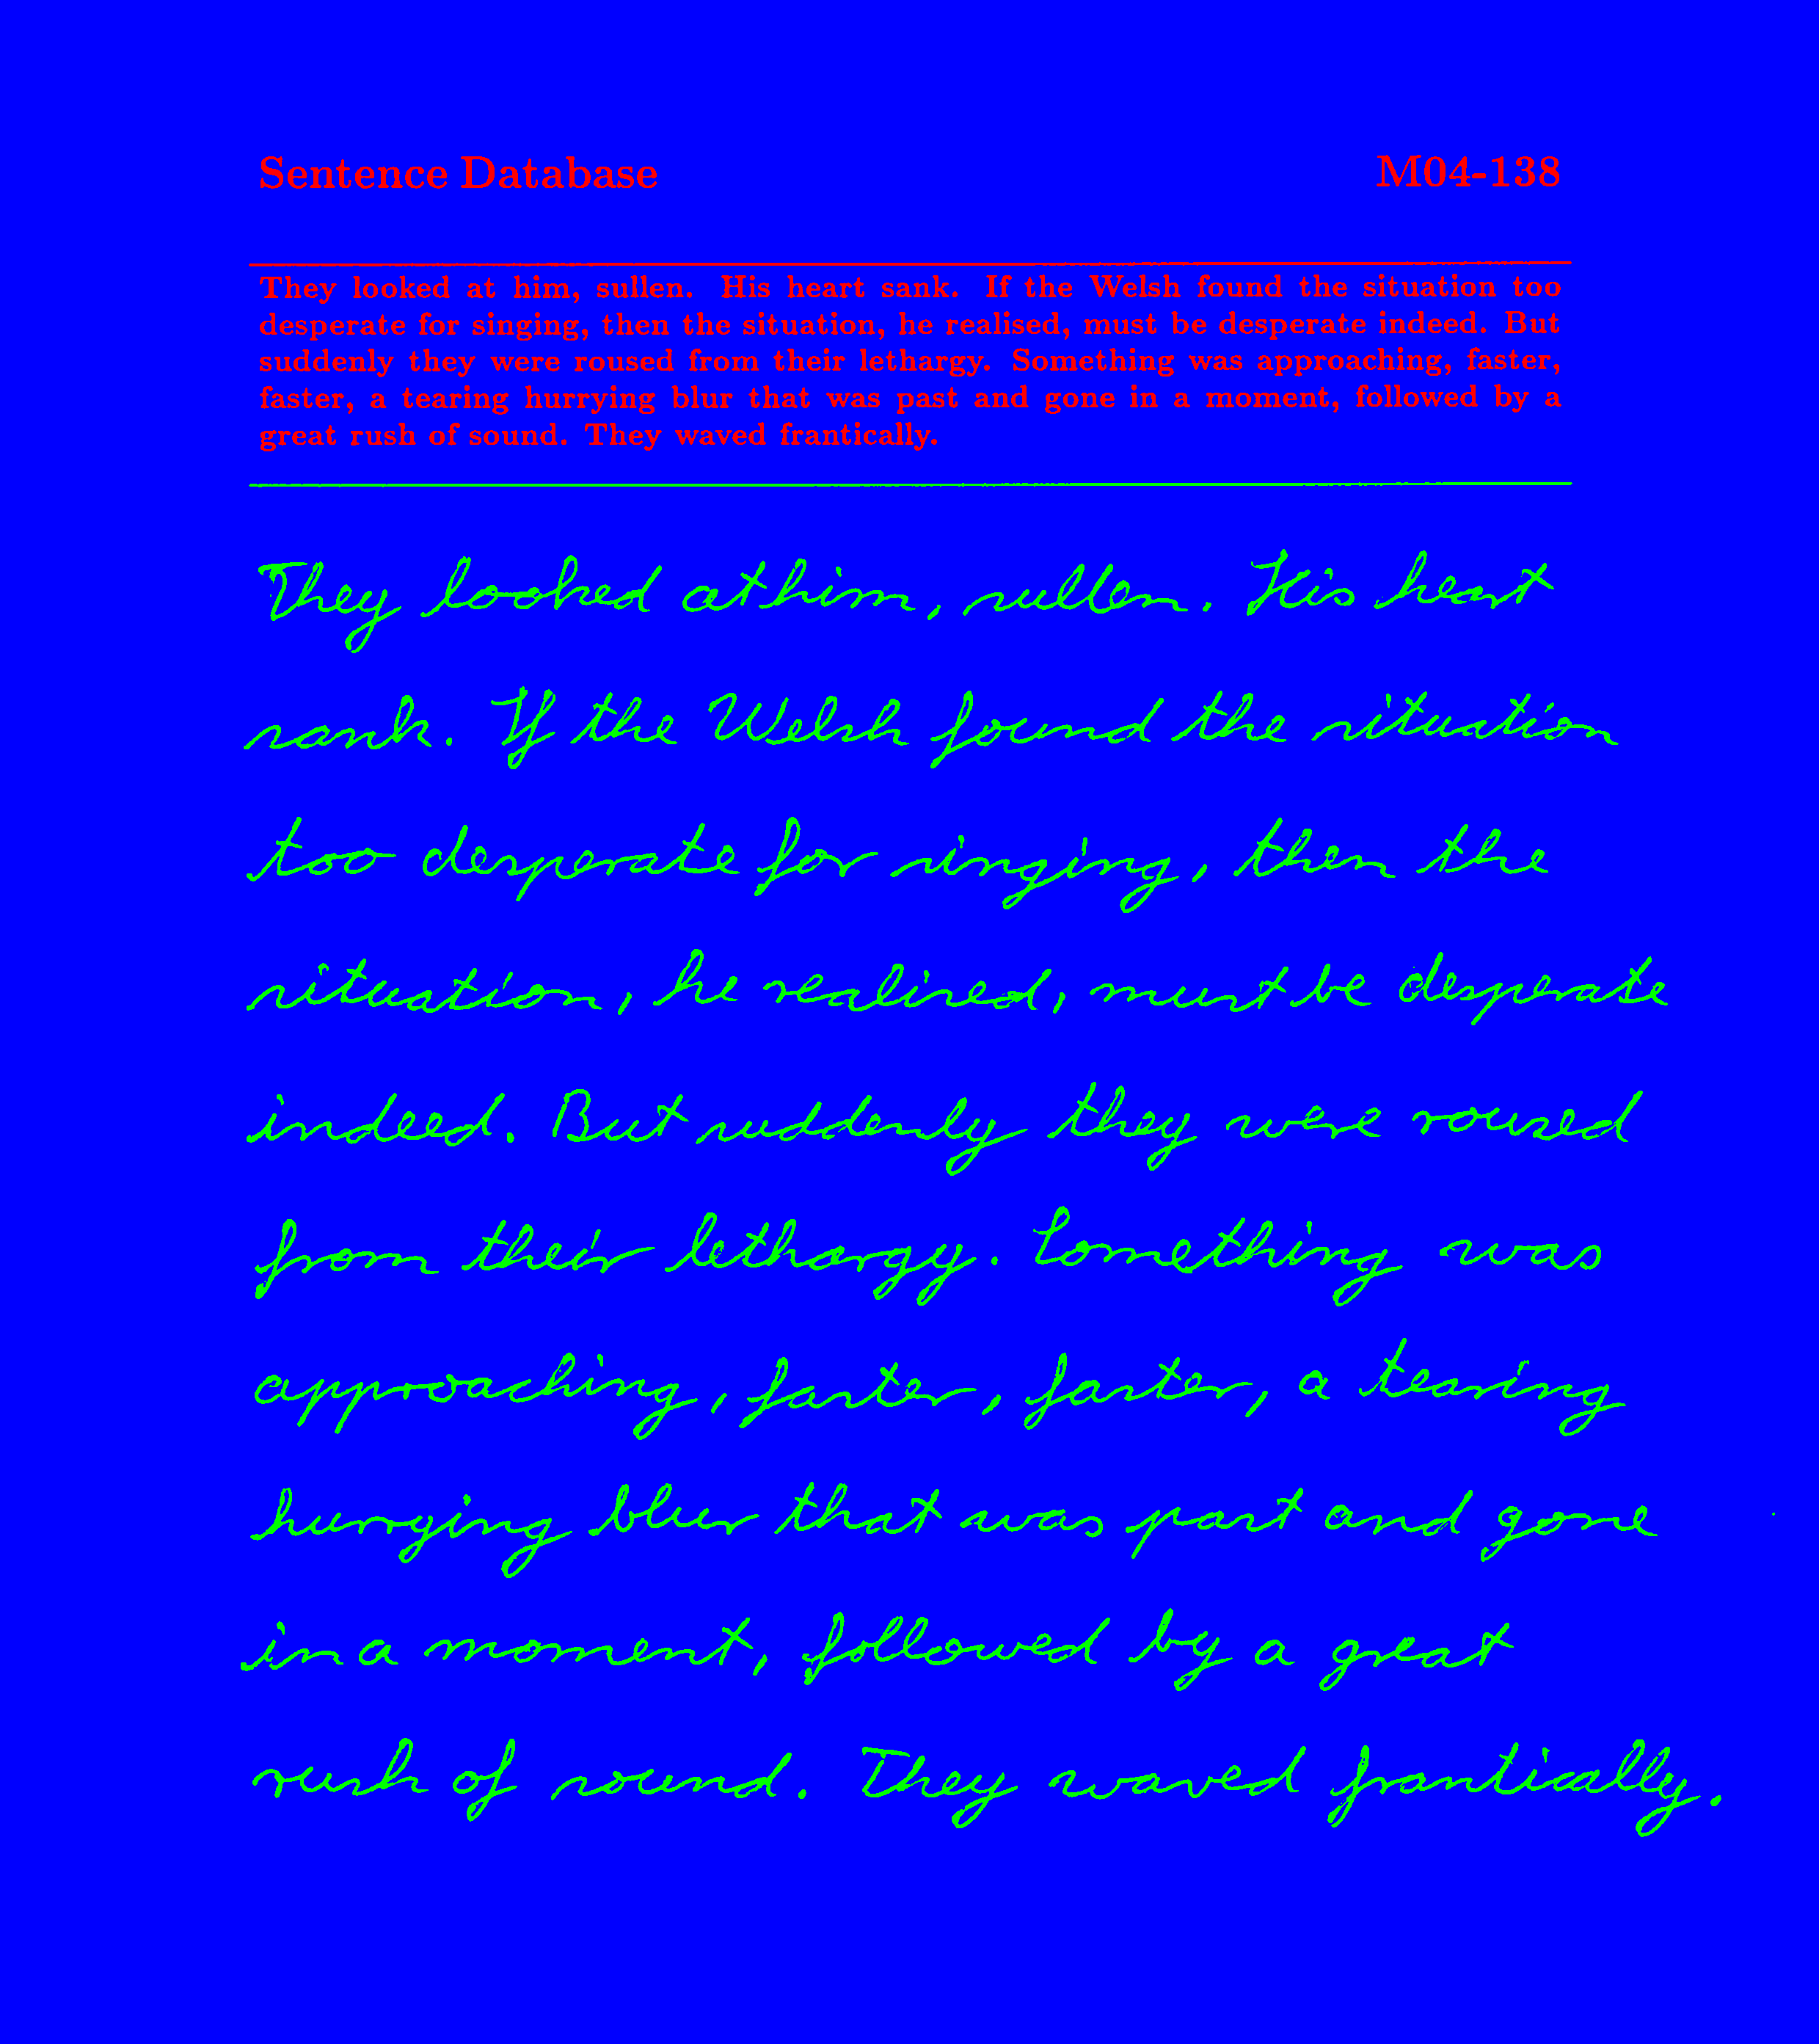 Sentence Database M04-138
They looked at him, sullen. His heart sank. If the Welsh found the situation too
desperate for singing, then the situation, he realised, must be desperate indeed. But
suddenly they were roused from their lethargy. Something was approaching, faster,
faster, a tearing hurrying blur that was past and gone in a moment, followed by a
great rush of sound. They waved frantically.
They looked at him, sullen. His heart
sank. If the Welsh found the situation
too desperate for singing, then the
situation, he realised, must be desperate
indeed. But suddenly they were roused
from their lethargy. Something was
approaching, faster, faster, a tearing
hurrying blur that was past and gone
in a moment, followed by a great
rush of sound. They waved frantically.